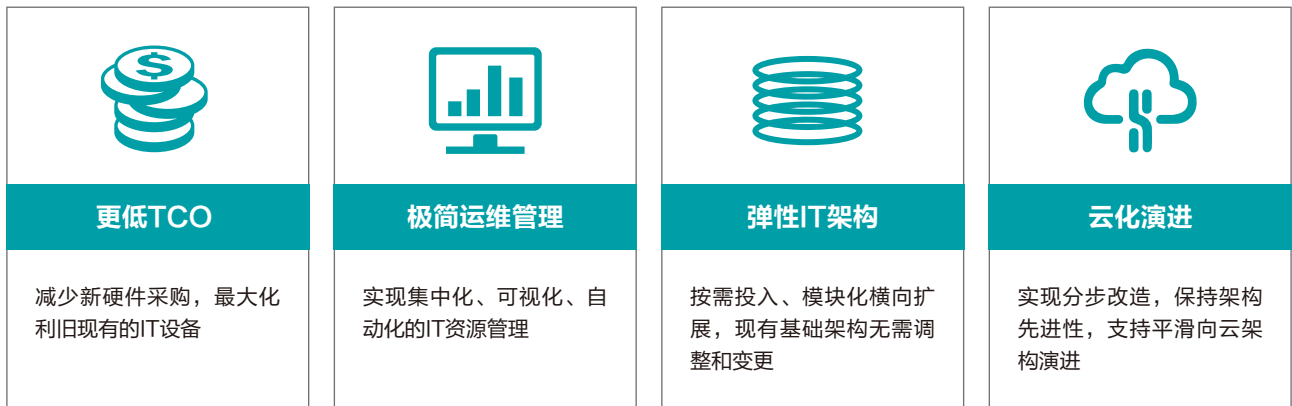 $
更低TCO
减少新硬件采购，最大化
利旧现有的IT设备
极简运维管理
实现集中化、可视化、自
动化的IT资源管理
弹性IT架构
按需投入、模块化横向扩
展，现有基础架构无需调
整和变更
云化演进
实现分步改造，保持架构
先进性，支持平滑向云架
构演进